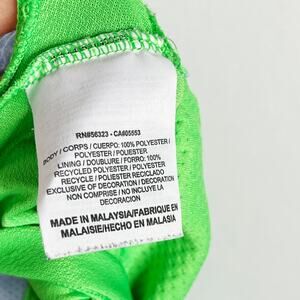 RN#56323 - CA#05553
BODY / CORPS / CUERPO: 100% POLYESTER /
POLYESTER / POLIESTER
LINING / DOUBLURE / FORRO: 100%
RECYCLED POLYESTER / POLYESTER
RECYCLE / POLIESTER RECICLADO
EXCLUSIVE OF DECORATION / DECORATION
NON COMPRISE / NO INCLUYE LA
DECORACION
MADE IN MALAYSIA/FABRIQUE EN
MALAISIE/HECHO EN MALASIA